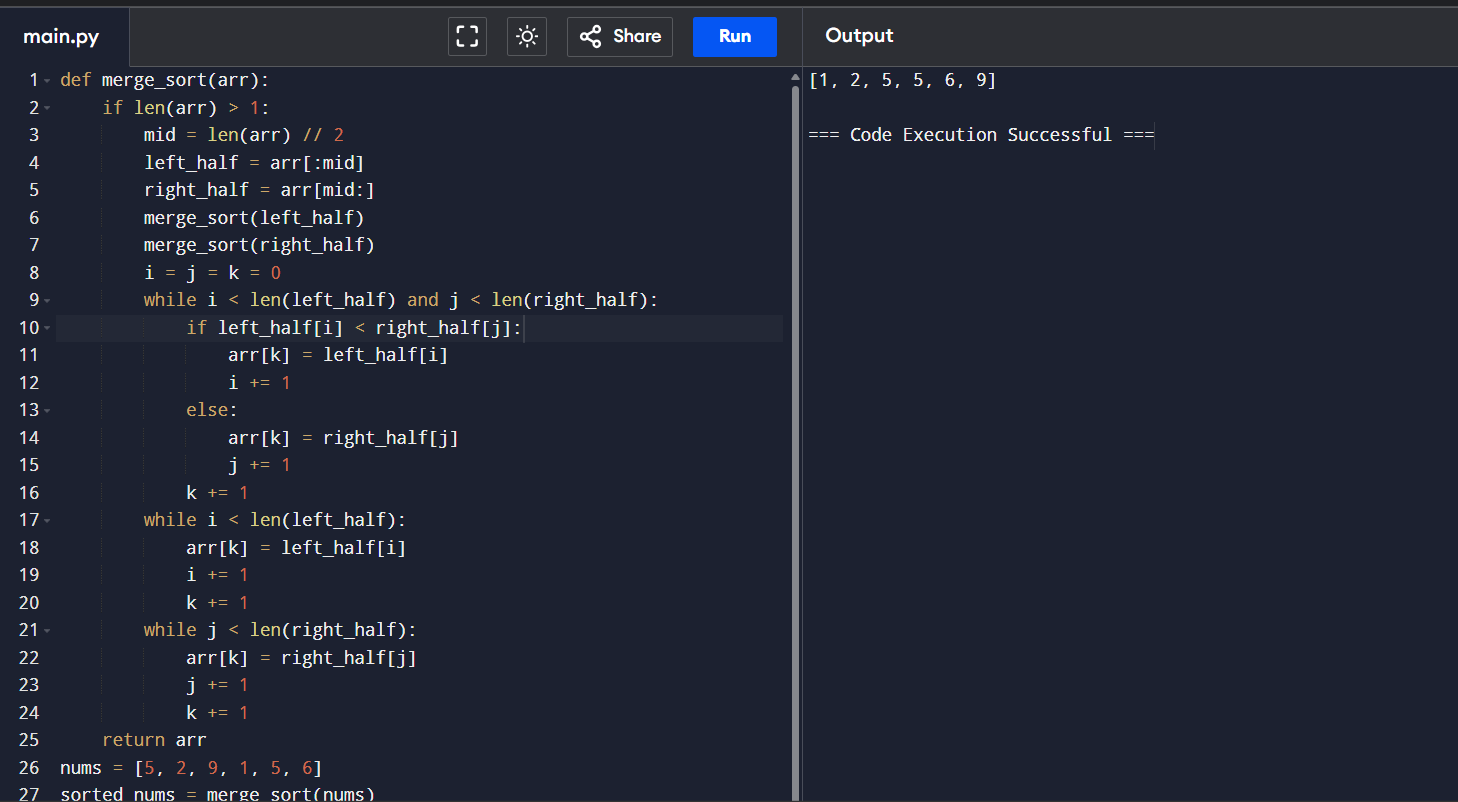 main.py
Share
Run
Output
1 def merge_sort(arr):
2     if len(arr) > 1:
3         mid = len(arr) // 2
4         left_half = arr[:mid]
5         right_half = arr[mid:]
6         merge_sort(left_half)
7         merge_sort(right_half)
8         i = j = k = 0
9         while i < len(left_half) and j < len(right_half):
10             if left_half[i] < right_half[j]:
11                 arr[k] = left_half[i]
12                 i += 1
13             else:
14                 arr[k] = right_half[j]
15                 j += 1
16             k += 1
17         while i < len(left_half):
18             arr[k] = left_half[i]
19             i += 1
20             k += 1
21         while j < len(right_half):
22             arr[k] = right_half[j]
23             j += 1
24             k += 1
25     return arr
26 nums = [5, 2, 9, 1, 5, 6]
27 sorted_nums = merge_sort(nums)
[1, 2, 5, 5, 6, 9]
=== Code Execution Successful ===